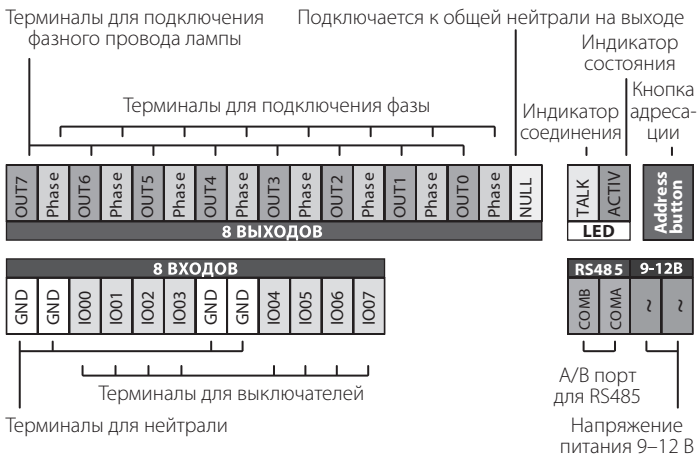 Терминалы для подключения
фазного провода лампы
Подключается к общей нейтрали на выходе
Индикатор
состояния
Терминалы для подключения фазы
Индикатор
соединения
Кнопка
адреса-
ции
OUT7 Phase OUT6 Phase OUT5 Phase OUT4 Phase OUT3 Phase OUT2 Phase OUT1 Phase OUT0 Phase NULL
TALK ACTIV
Address
button
8 ВЫХОДОВ
LED
8 ВХОДОВ
RS485 9-12В
GND GND IO00 IO01 IO02 IO03 GND GND IO04 IO05 IO06 IO07
COMB COMA ~ ~
Терминалы для выключателей
Терминалы для нейтрали
A/B порт
для RS485
Напряжение
питания 9–12 В